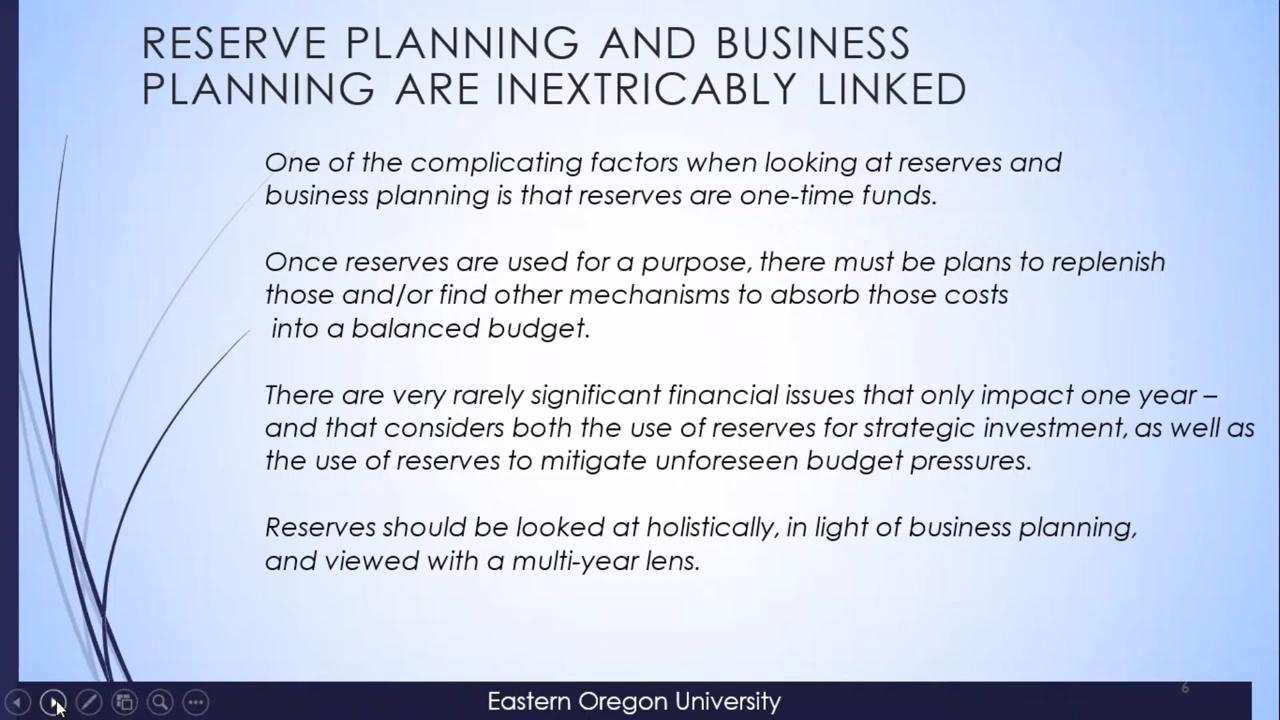 RESERVE PLANNING AND BUSINESS
PLANNING ARE INEXTRICABLY LINKED
One of the complicating factors when looking at reserves and
business planning is that reserves are one-time funds.
Once reserves are used for a purpose, there must be plans to replenish
those and/or find other mechanisms to absorb those costs
into a balanced budget.
There are very rarely significant financial issues that only impact one year –
and that considers both the use of reserves for strategic investment, as well as
the use of reserves to mitigate unforeseen budget pressures.
Reserves should be looked at holistically, in light of business planning,
and viewed with a multi-year lens.
6
Eastern Oregon University